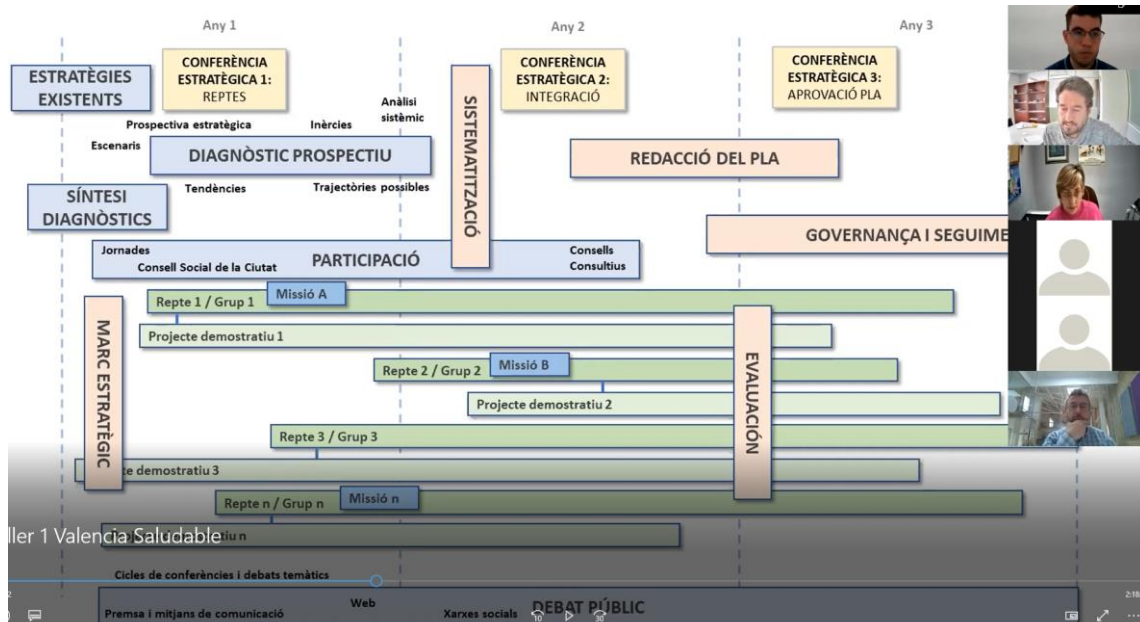 Any 1
Any 2
Any 3
ESTRATÈGIES
EXISTENTS
CONFERÈNCIA
ESTRATÈGICA 1:
REPTES
CONFERÈNCIA
ESTRATÈGICA 2:
INTEGRACIÓ
CONFERÈNCIA
ESTRATÈGICA 3:
APROVACIÓ PLA
SISTEMATITZACIÓ
Anàlisi
sistèmic
Prospectiva estratègica
Inèrcies
Escenaris
DIAGNÒSTIC PROSPECTIU
REDACCIÓ DEL PLA
Tendències
Trajectòries possibles
SÍNTESI
DIAGNÒSTICS
GOVERNANÇA I SEGUIME
Jornades
Consell Social de la Ciutat
PARTICIPACIÓ
Consells
Consultius
MARC ESTRATÈGIC
Repte 1 / Grup 1
Missió A
Projecte demostratiu 1
EVALUACIÓN
Repte 2 / Grup 2
Missió B
Projecte demostratiu 2
Repte 3 / Grup 3
te demostratiu 3
Repte n / Grup n
Missió n
ller 1 Valencia Saludable
Cicles de conferències i debats temàtics
Web
Premsa i mitjans de comunicació
Xarxes socials
DEBAT PÚBLIC
10
30
2:18